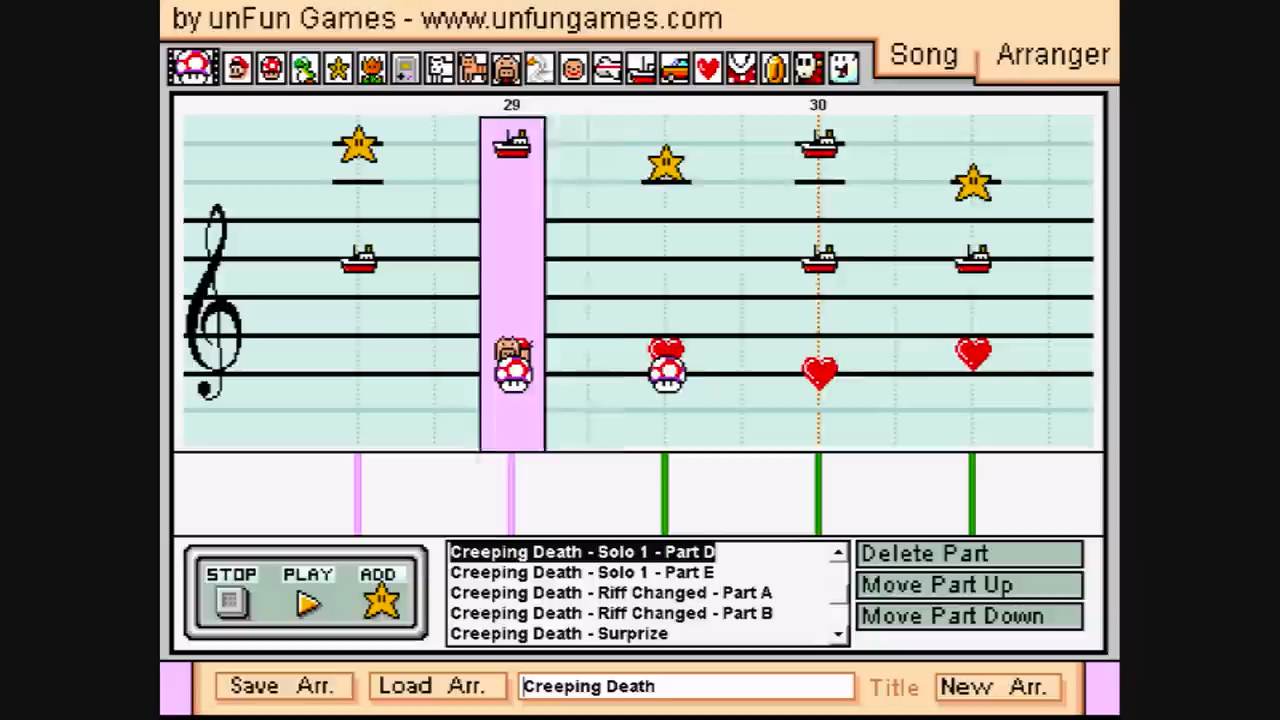 by unFun Games - www.unfungames.com
Song
Arranger
29
30
STOP
PLAY
ADD
Creeping Death - Solo 1 - Part D
Creeping Death - Solo 1 - Part E
Creeping Death - Riff Changed - Part A
Creeping Death - Riff Changed - Part B
Creeping Death - Surprize
Delete Part
Move Part Up
Move Part Down
Save Arr.
Load Arr.
Creeping Death
Title
New Arr.